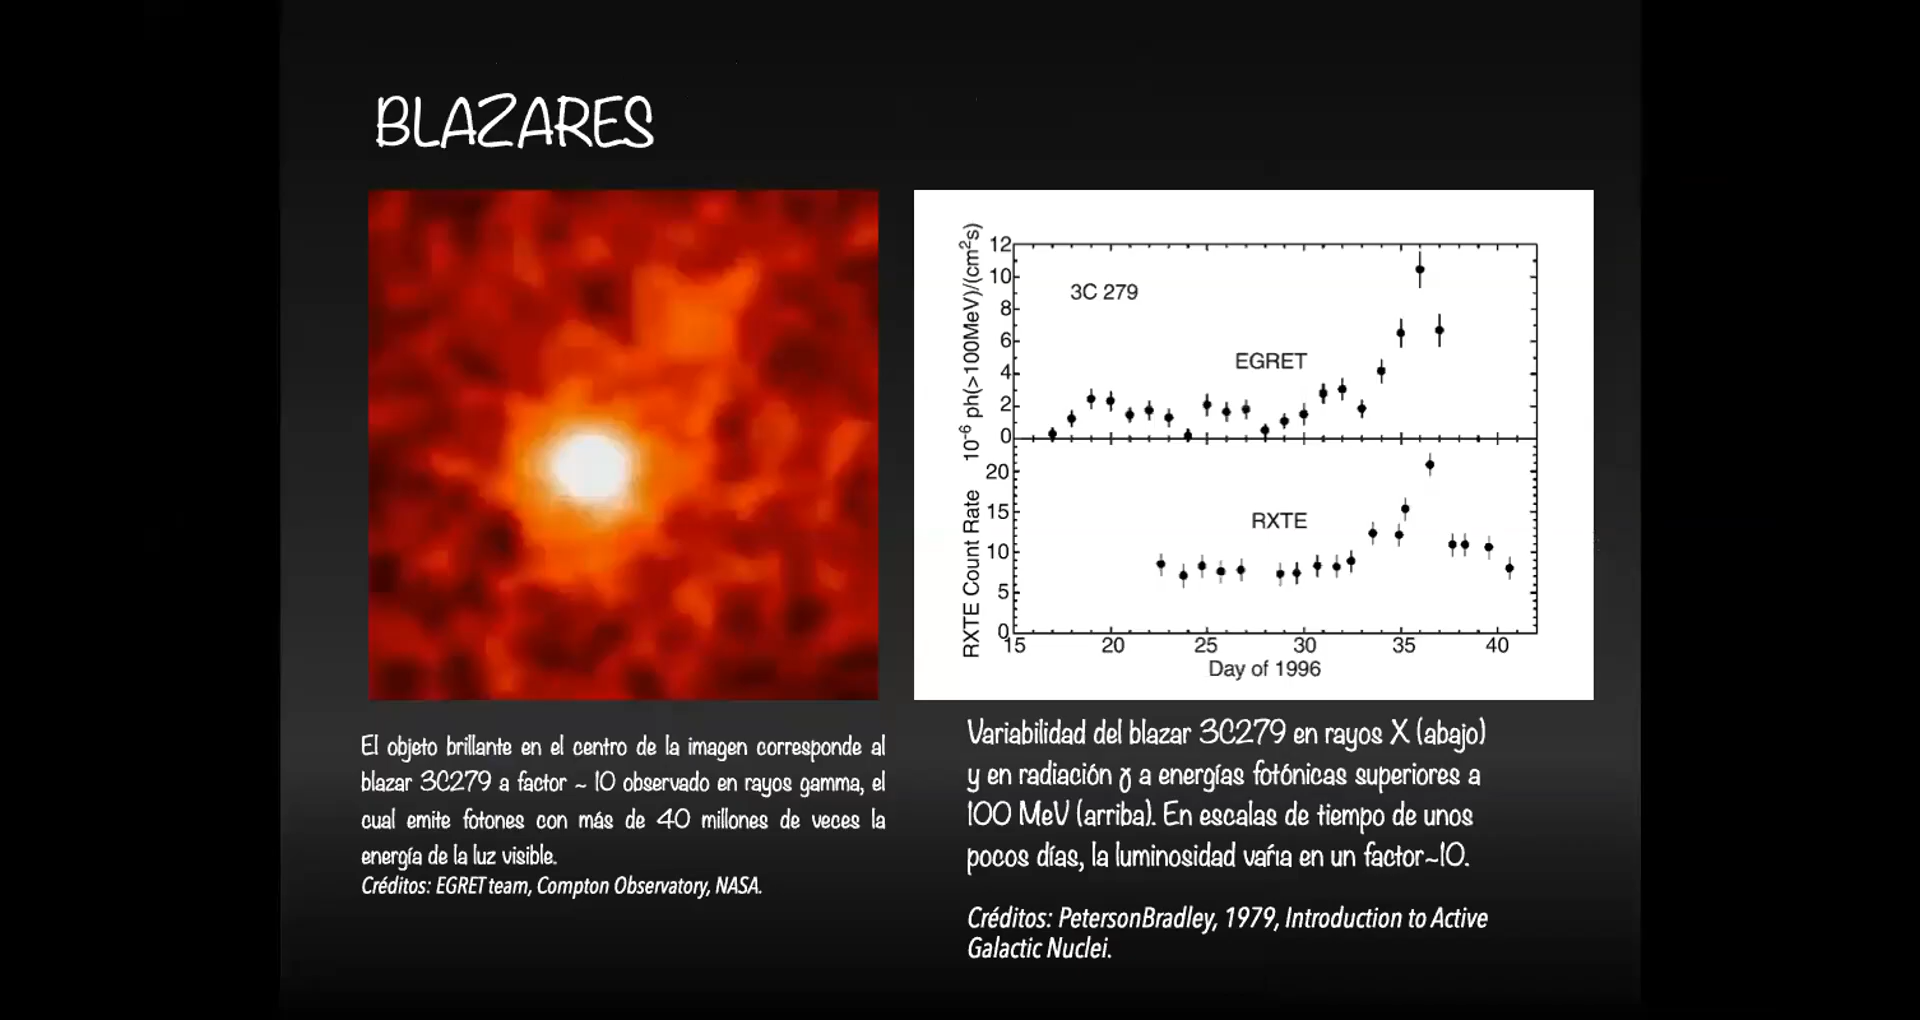 BLAZARES
12
10
8
6
4
2
0
10⁻⁶ ph(>100MeV)/(cm²s)
3C 279
EGRET
20
15
10
5
0
RXTE Count Rate
RXTE
15 20 25 30 35 40
Day of 1996
El objeto brillante en el centro de la imagen corresponde al
blazar 3C279 a factor ~ 10 observado en rayos gamma, el
cual emite fotones con más de 40 millones de veces la
energía de la luz visible.
Créditos: EGRET team, Compton Observatory, NASA.
Variabilidad del blazar 3C279 en rayos X (abajo)
y en radiación γ a energías fotónicas superiores a
100 MeV (arriba). En escalas de tiempo de unos
pocos días, la luminosidad varía en un factor~10.
Créditos: PetersonBradley, 1979, Introduction to Active
Galactic Nuclei.